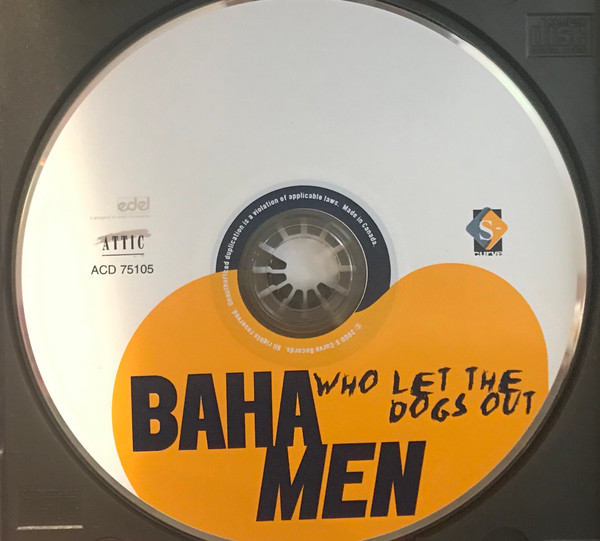 disc
edel
ATTIC
ACD 75105
S
curve
Unauthorized duplication is a violation of applicable laws. Made in Canada.
© 2000 S-Curve Records. All rights reserved
WHO LET THE
DOGS OUT
BAHA
MEN